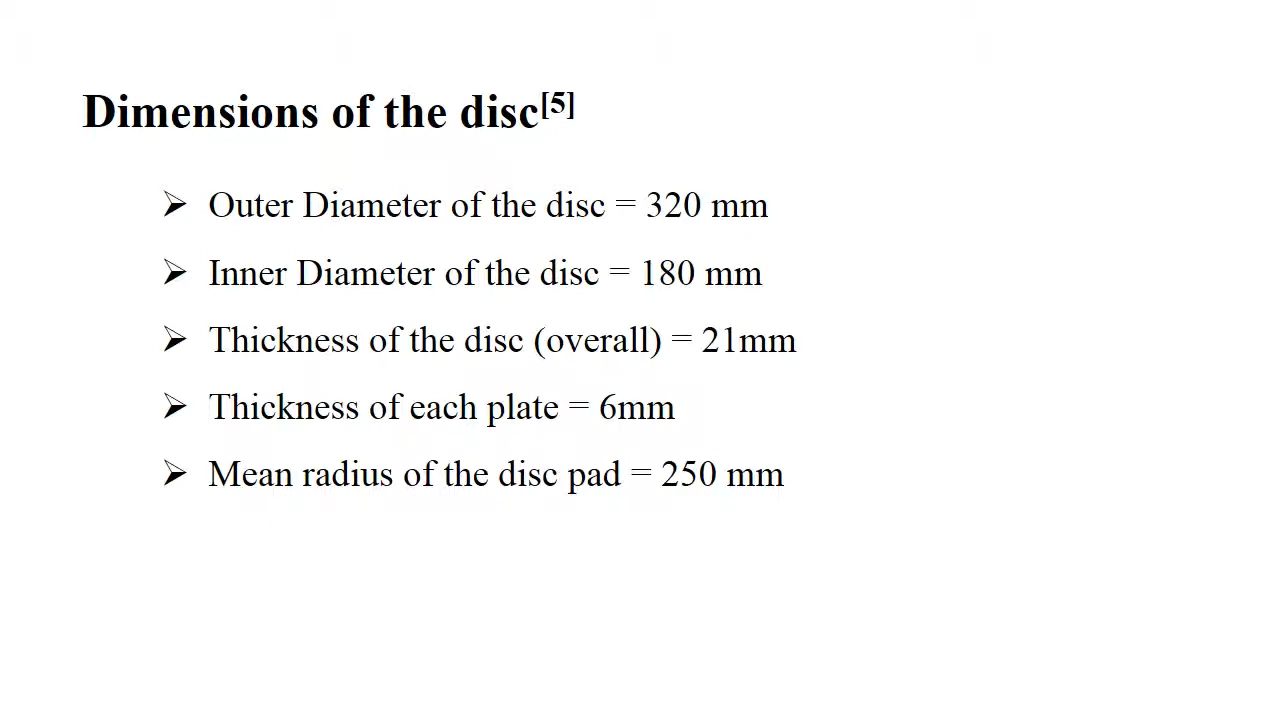 Dimensions of the disc[5]
➢ Outer Diameter of the disc = 320 mm
➢ Inner Diameter of the disc = 180 mm
➢ Thickness of the disc (overall) = 21mm
➢ Thickness of each plate = 6mm
➢ Mean radius of the disc pad = 250 mm